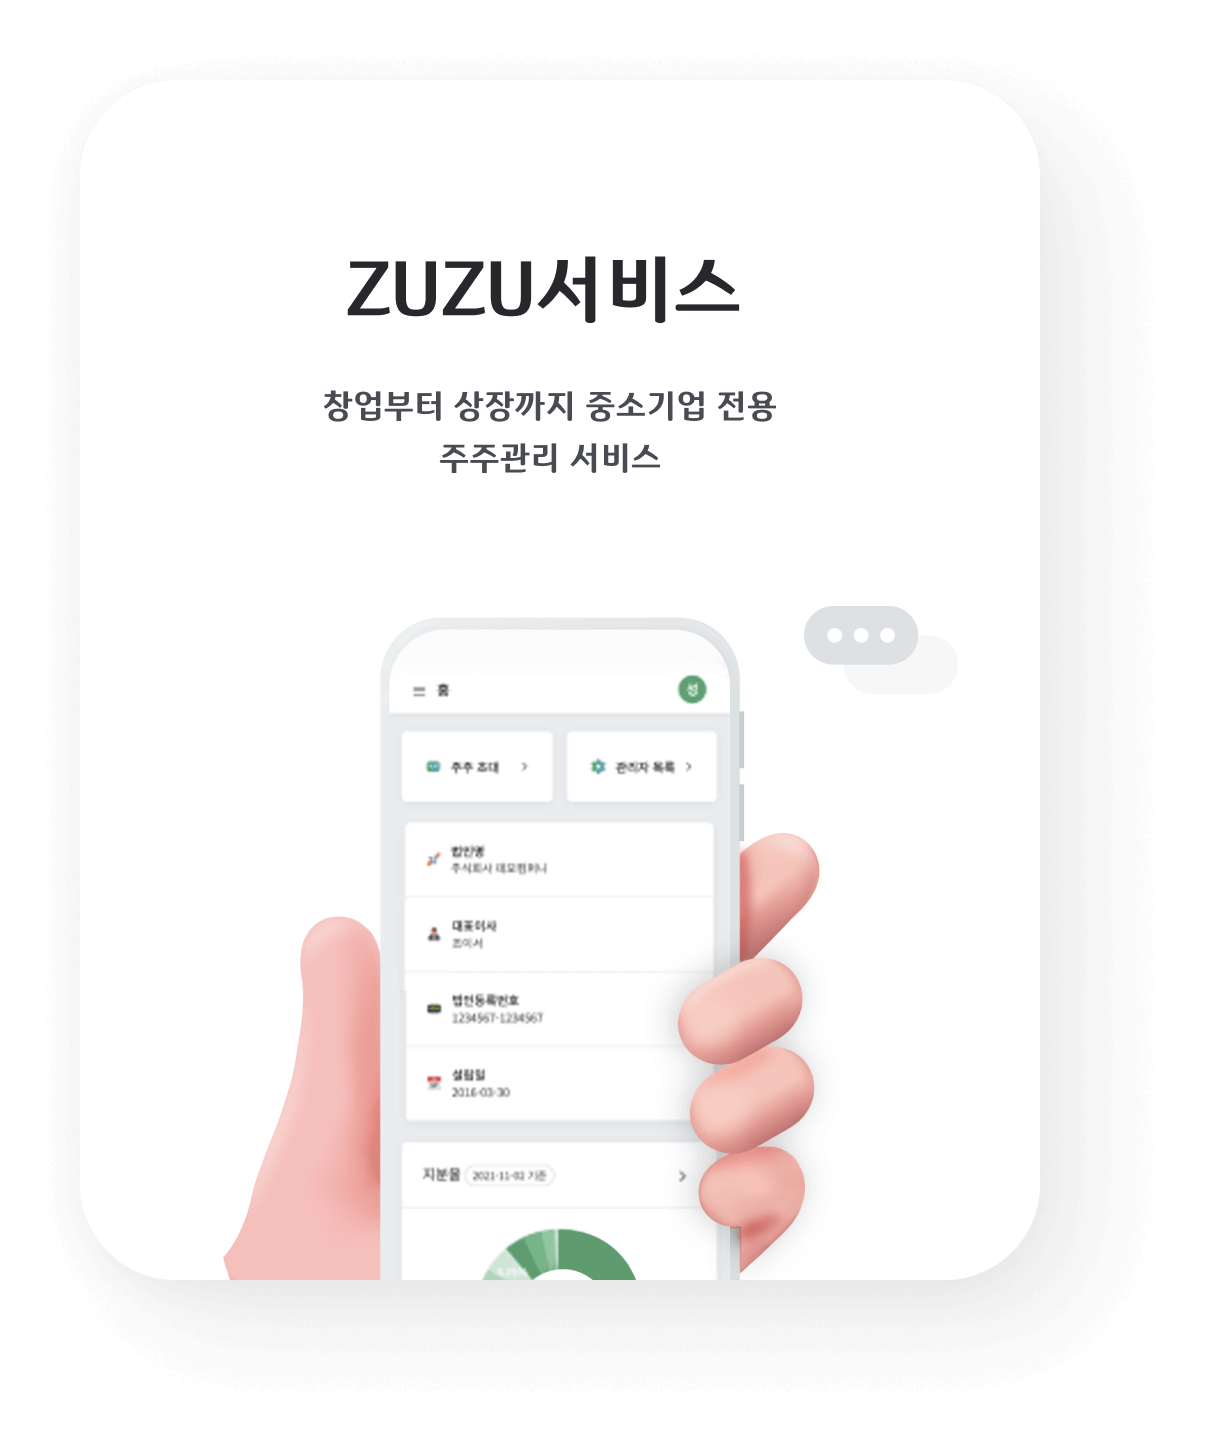 ZUZU서비스
창업부터 상장까지 중소기업 전용
주주관리 서비스
홈
성
주주 초대
관리자 목록
법인명
주식회사 데모컴퍼니
대표이사
조이서
법인등록번호
1234567-1234567
설립일
2016-03-30
지분율 2021-11-02 기준